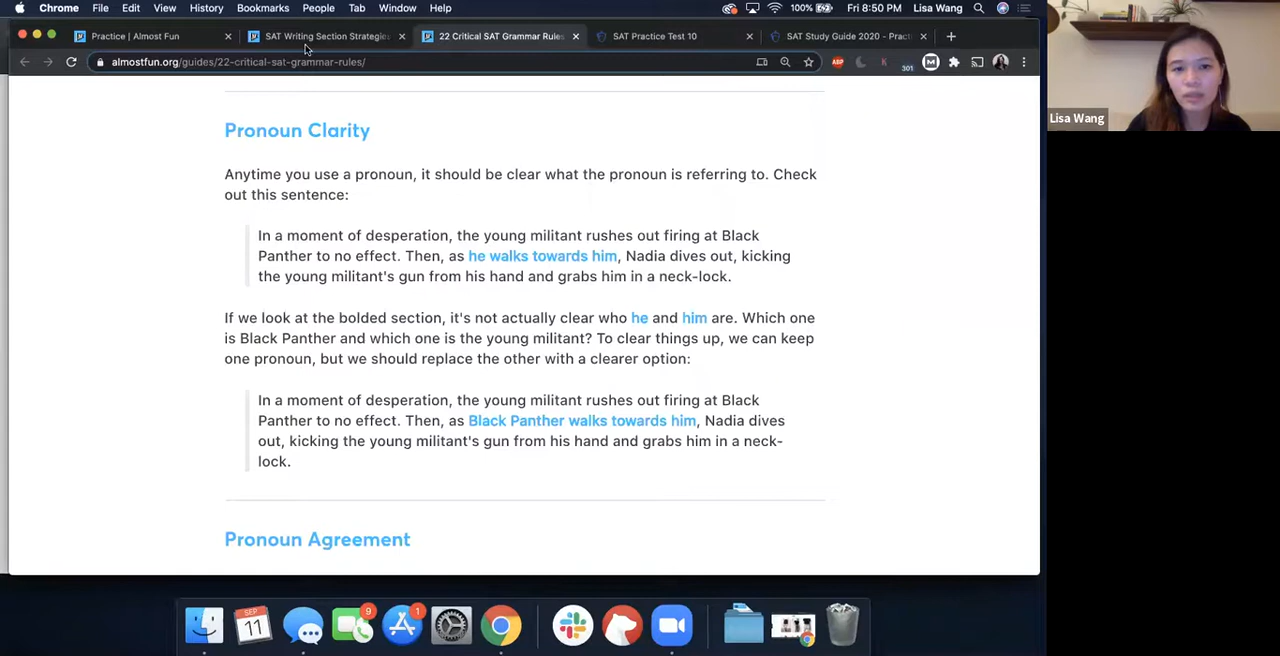 Chrome File Edit View History Bookmarks People Tab Window Help 100% Fri 8:50 PM Lisa Wang
Practice | Almost Fun SAT Writing Section Strategies 22 Critical SAT Grammar Rules SAT Practice Test 10 SAT Study Guide 2020 - Pract
almostfun.org/guides/22-critical-sat-grammar-rules/ ABP K 301 M
Lisa Wang
Pronoun Clarity
Anytime you use a pronoun, it should be clear what the pronoun is referring to. Check
out this sentence:
In a moment of desperation, the young militant rushes out firing at Black
Panther to no effect. Then, as he walks towards him, Nadia dives out, kicking
the young militant's gun from his hand and grabs him in a neck-lock.
If we look at the bolded section, it's not actually clear who he and him are. Which one
is Black Panther and which one is the young militant? To clear things up, we can keep
one pronoun, but we should replace the other with a clearer option:
In a moment of desperation, the young militant rushes out firing at Black
Panther to no effect. Then, as Black Panther walks towards him, Nadia dives
out, kicking the young militant's gun from his hand and grabs him in a neck-
lock.
Pronoun Agreement
SEP
11
9
1